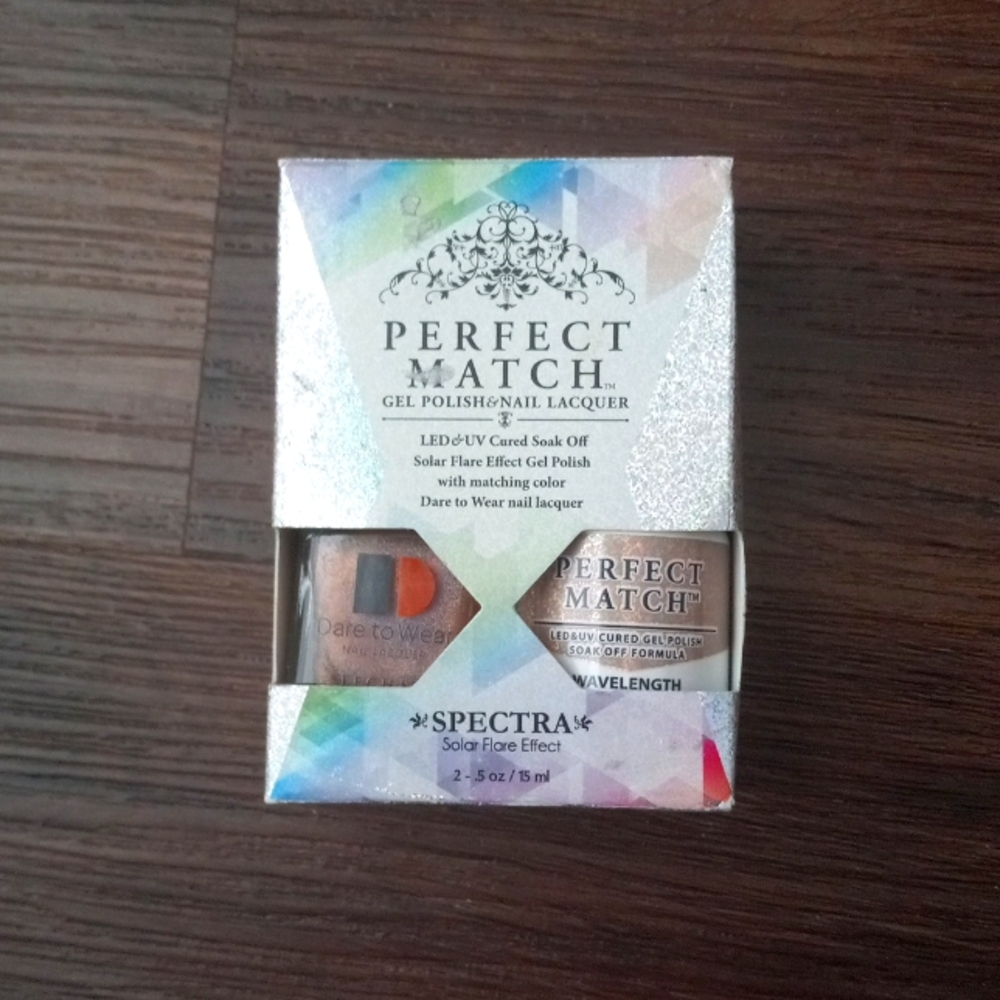 PERFECT
MATCH™
GEL POLISH&NAIL LACQUER
LED&UV Cured Soak Off
Solar Flare Effect Gel Polish
with matching color
Dare to Wear nail lacquer
D
Dare to Wear
NAIL LACQUER
PERFECT
MATCH™
LED&UV CURED GEL POLISH
SOAK OFF FORMULA
WAVELENGTH
SPECTRA
Solar Flare Effect
2 - .5 oz / 15 ml